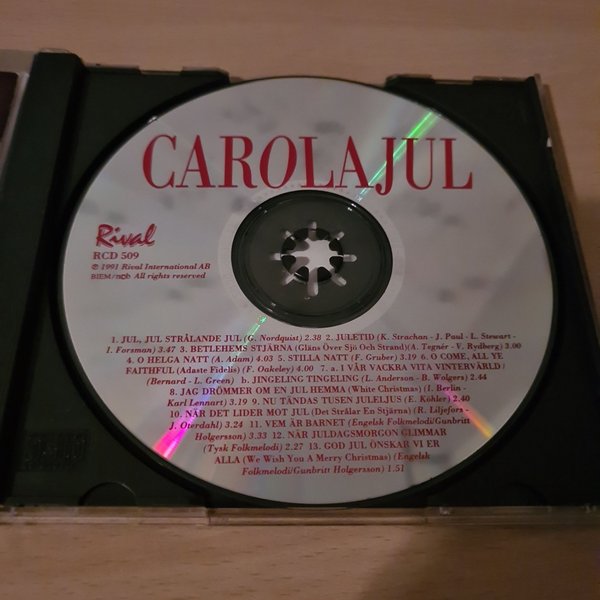 CAROLAJUL
Rival
RCD 509
℗ 1991 Rival International AB
BIEM/ncb All rights reserved
1. JUL, JUL STRÅLANDE JUL (G. Nordquist) 2.38 2. JULETID (K. Strachan - J. Paul - L. Stewart -
I. Forsman) 3.47 3. BETLEHEMS STJÄRNA (Gläns Över Sjö Och Strand)(A. Tegnér - V. Rydberg) 3.00
4. O HELGA NATT (A. Adam) 4.03 5. STILLA NATT (F. Gruber) 3.19 6. O COME, ALL YE
FAITHFUL (Adaste Fidelis) (F. Oakeley) 4.00 7. a. I VÅR VACKRA VITA VINTERVÄRLD!
(Bernard - L. Green) b. JINGELING TINGELING (L. Anderson - B. Wolgers) 2.44
8. JAG DRÖMMER OM EN JUL HEMMA (White Christmas) (I. Berlin -
Karl Lennart) 3.19 9. NU TÄNDAS TUSEN JULELJUS (E. Köhler) 2.40
10. NÄR DET LIDER MOT JUL (Det Strålar En Stjärna) (R. Liljefors -
J. Oterdahl) 3.24 11. VEM ÄR BARNET (Engelsk Folkmelodi/Gunbritt
Holgersson) 3.33 12. NÄR JULDAGSMORGON GLIMMAR
(Tysk Folkmelodi) 2.27 13. GOD JUL ÖNSKAR VI ER
ALLA (We Wish You A Merry Christmas) (Engelsk
Folkmelodi/Gunbritt Holgersson) 1.51